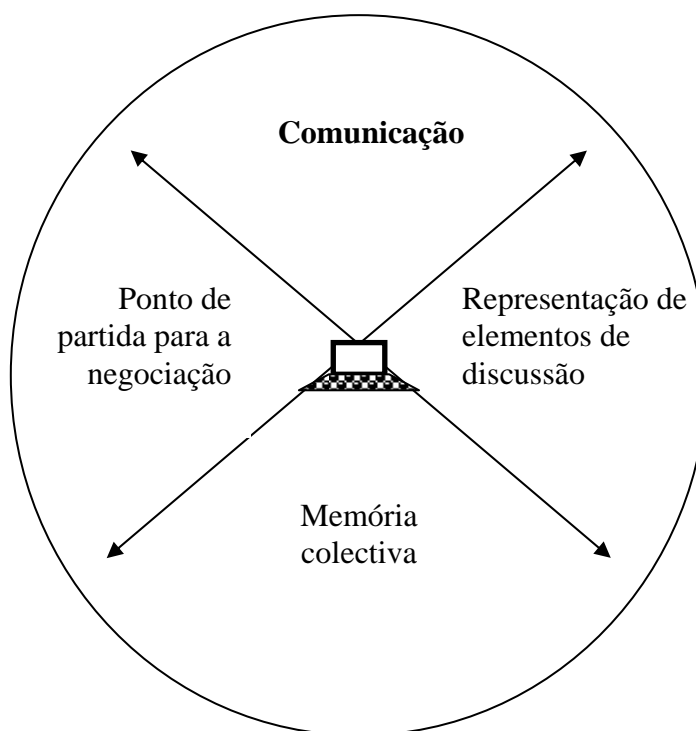 Comunicação
Ponto de
partida para a
negociação
Representação de
elementos de
discussão
Memória
colectiva